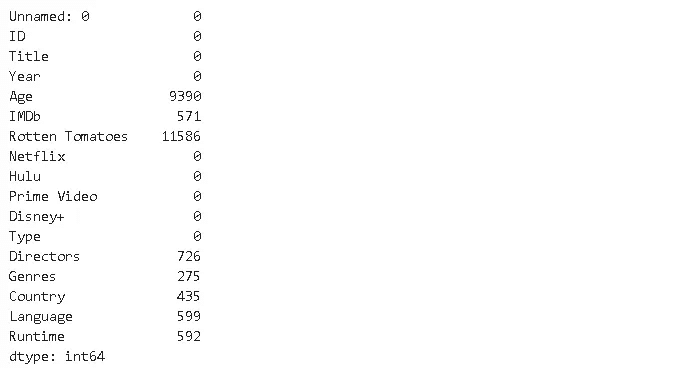 Unnamed: 0 0
ID 0
Title 0
Year 0
Age 9390
IMDb 571
Rotten Tomatoes 11586
Netflix 0
Hulu 0
Prime Video 0
Disney+ 0
Type 0
Directors 726
Genres 275
Country 435
Language 599
Runtime 592
dtype: int64